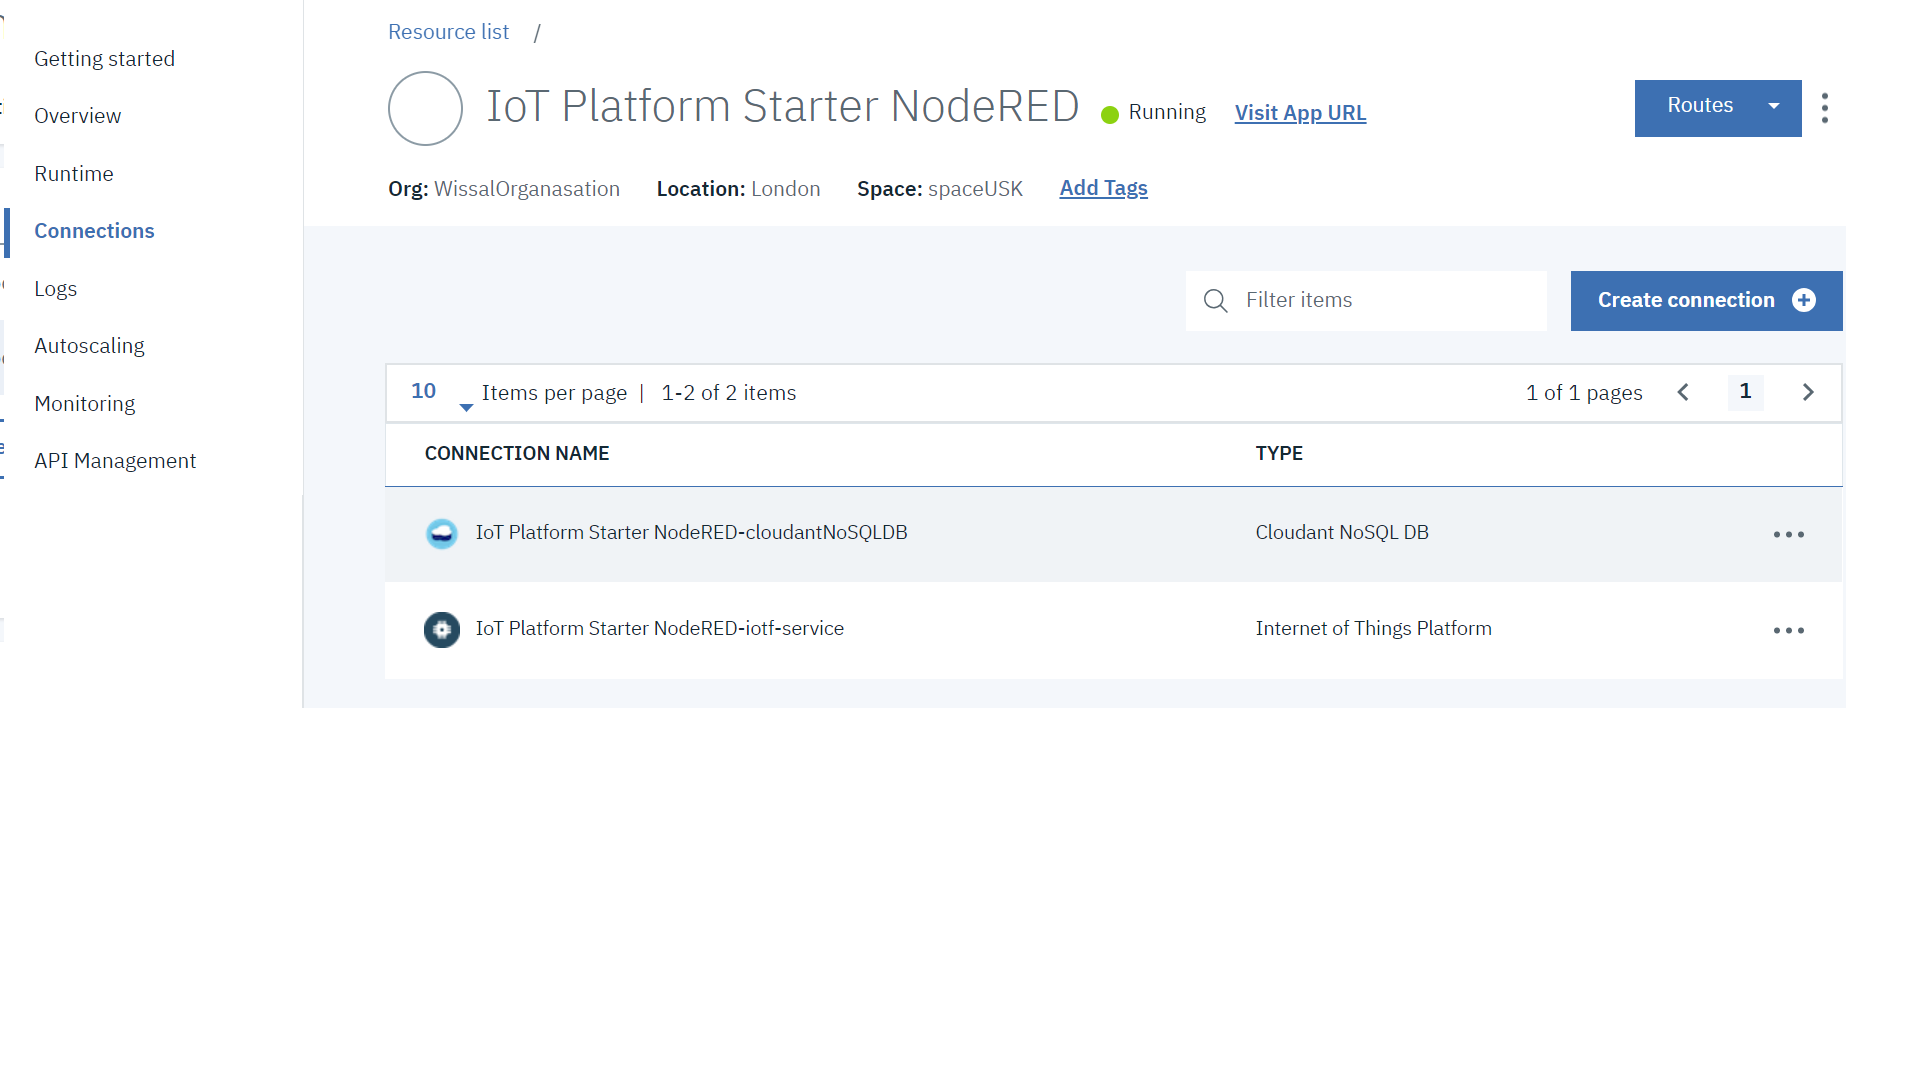 Resource list /
IoT Platform Starter NodeRED Running Visit App URL
Routes
Org: WissalOrganasation Location: London Space: spaceUSK Add Tags
Getting started
Overview
Runtime
Connections
Logs
Autoscaling
Monitoring
API Management
Filter items
Create connection
10 Items per page | 1-2 of 2 items
1 of 1 pages 1
CONNECTION NAME TYPE
IoT Platform Starter NodeRED-cloudantNoSQLDB Cloudant NoSQL DB
IoT Platform Starter NodeRED-iotf-service Internet of Things Platform